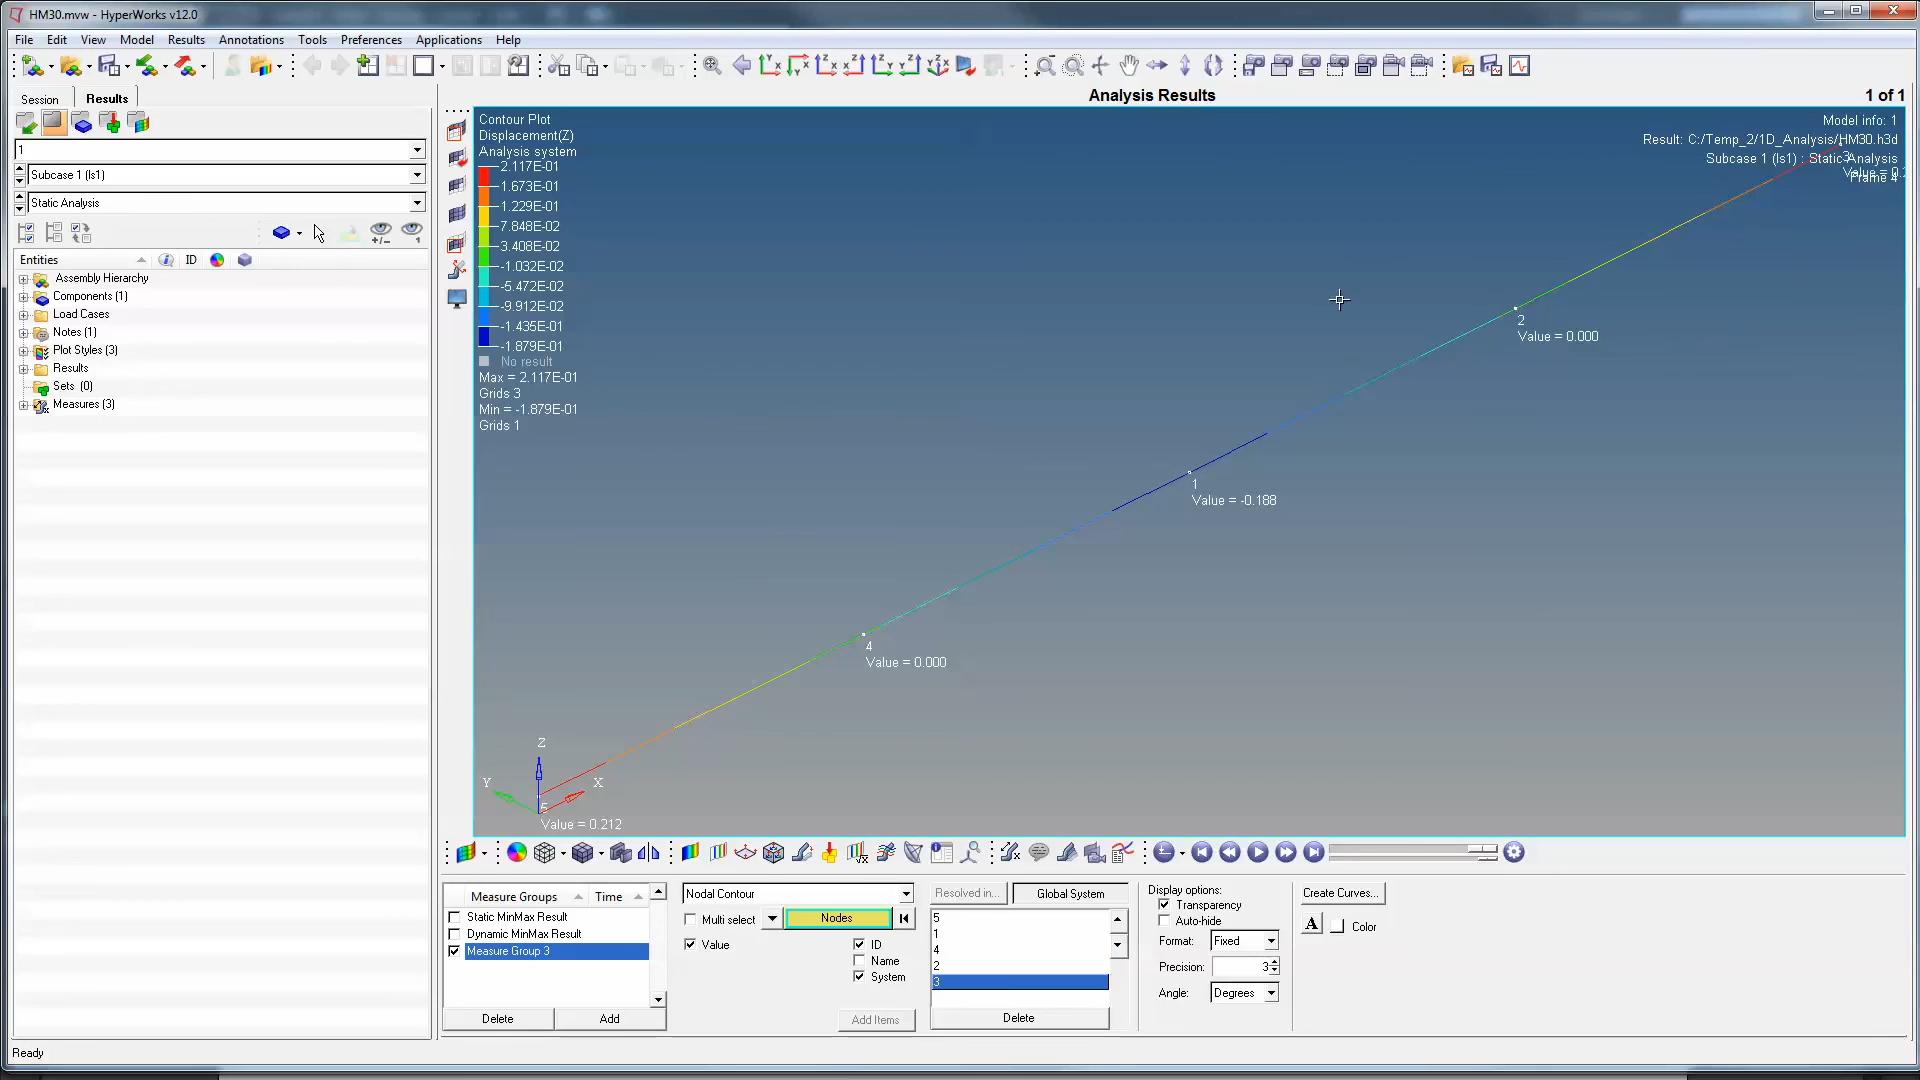 HM30.mvw - HyperWorks v12.0
File Edit View Model Results Annotations Tools Preferences Applications Help
Session Results
1
Subcase 1 (ls1)
Static Analysis
Entities ID
Assembly Hierarchy
Components (1)
Load Cases
Notes (1)
Plot Styles (3)
Results
Sets (0)
Measures (3)
Analysis Results
1 of 1
Contour Plot
Displacement(Z)
Analysis system
2.117E-01
1.673E-01
1.229E-01
7.848E-02
3.408E-02
-1.032E-02
-5.472E-02
-9.912E-02
-1.435E-01
-1.879E-01
No result
Max = 2.117E-01
Grids 3
Min = -1.879E-01
Grids 1
Model info: 1
Result: C:/Temp_2/1D_Analysis/HM30.h3d
Subcase 1 (ls1) : Static Analysis
Frame 4
3
Value = 0.2
2
Value = 0.000
1
Value = -0.188
4
Value = 0.000
Z
Y
X
5
Value = 0.212
Measure Groups Time
Static MinMax Result
Dynamic MinMax Result
Measure Group 3
Delete Add
Nodal Contour
Multi select Nodes
Value
ID
Name
System
Add Items
Resolved in... Global System
5
1
4
2
3
Delete
Display options:
Transparency
Auto-hide
Format: Fixed
Precision: 3
Angle: Degrees
Create Curves...
A Color
Ready